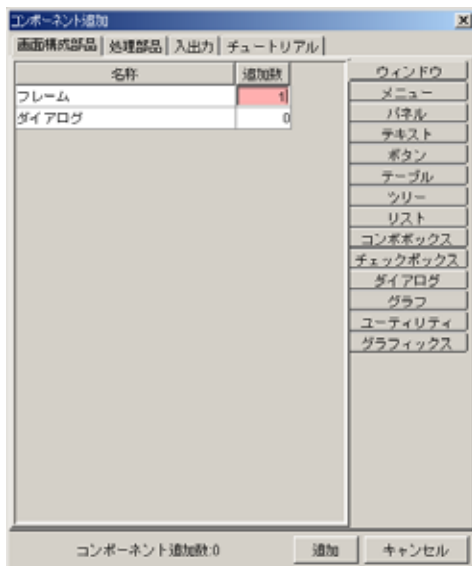 コンポーネント追加
画面構成部品 処理部品 入出力 チュートリアル
名称 追加数
フレーム 1
ダイアログ 0
ウィンドウ
メニュー
パネル
テキスト
ボタン
テーブル
ツリー
リスト
コンボボックス
チェックボックス
ダイアログ
グラフ
ユーティリティ
グラフィックス
コンポーネント追加数:0 追加 キャンセル